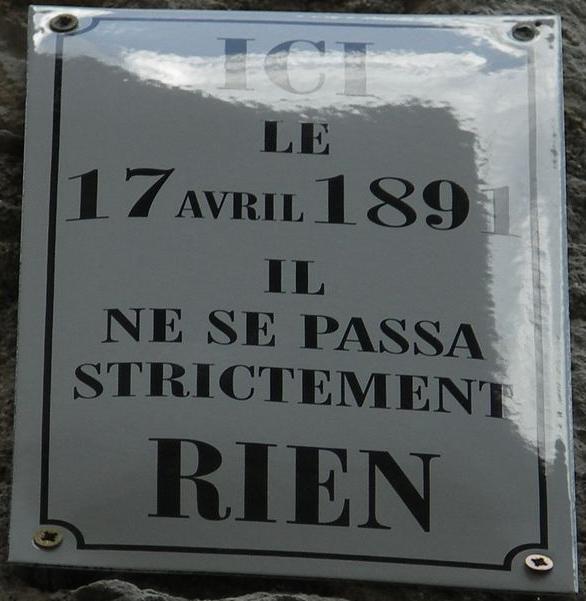 ICI
LE
17 AVRIL 1891
IL
NE SE PASSA
STRICTEMENT
RIEN